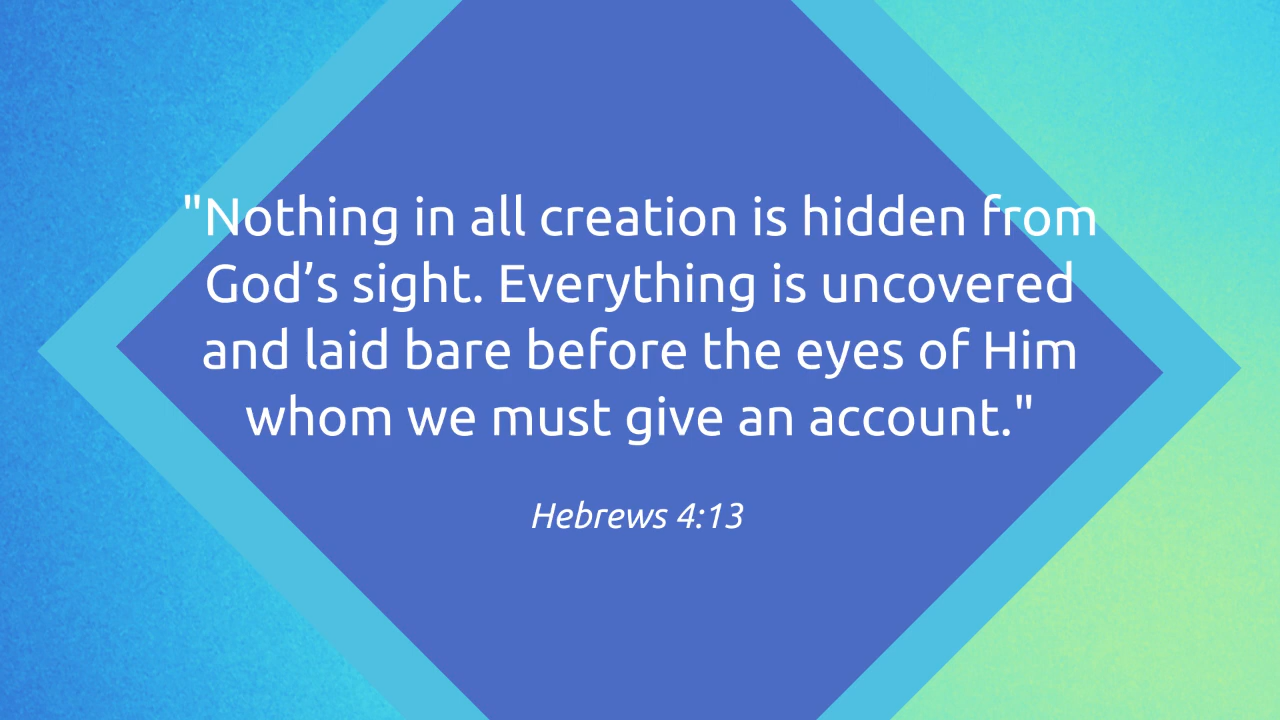 "Nothing in all creation is hidden from
God’s sight. Everything is uncovered
and laid bare before the eyes of Him
whom we must give an account."
Hebrews 4:13